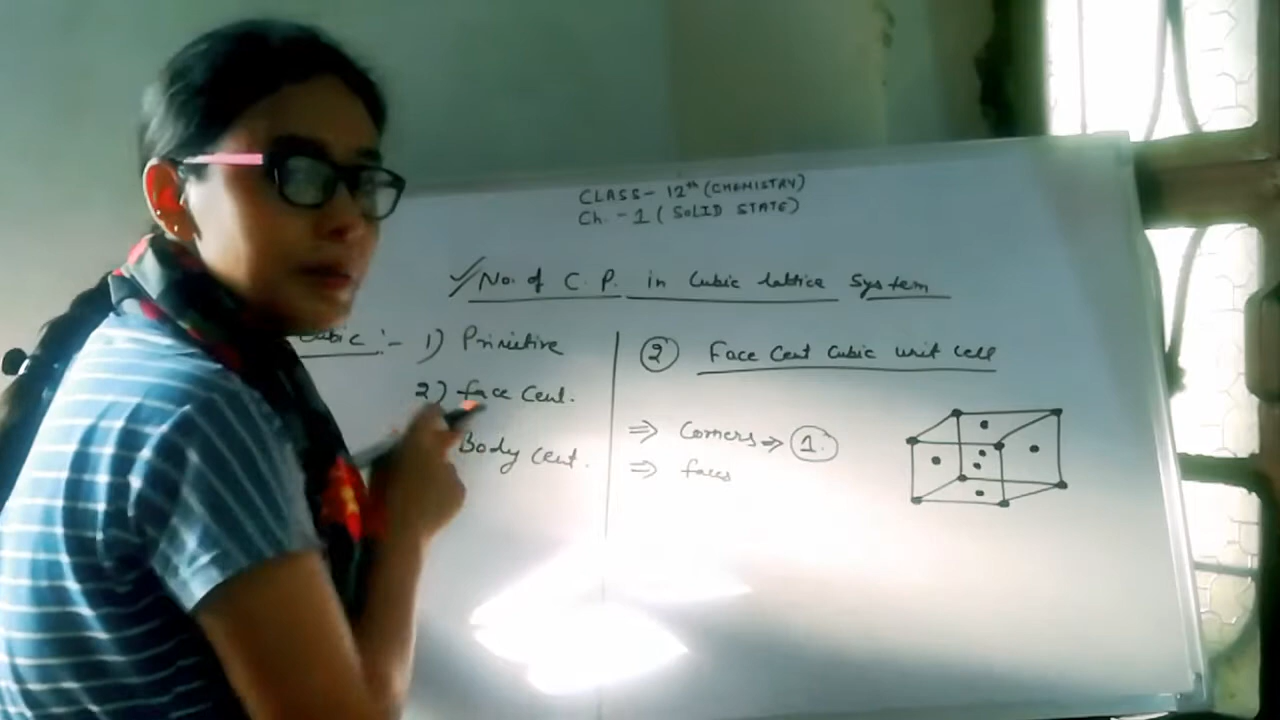 CLASS- 12th (CHEMISTRY)
Ch. - 1 ( SOLID STATE)
✓No. of C. P. in Cubic lattice System
Cubic :- 1) Primitive
2) face Cent.
Body Cent.
② Face Cent Cubic unit cell
⇒ Corners ⇒ ①
⇒ faces